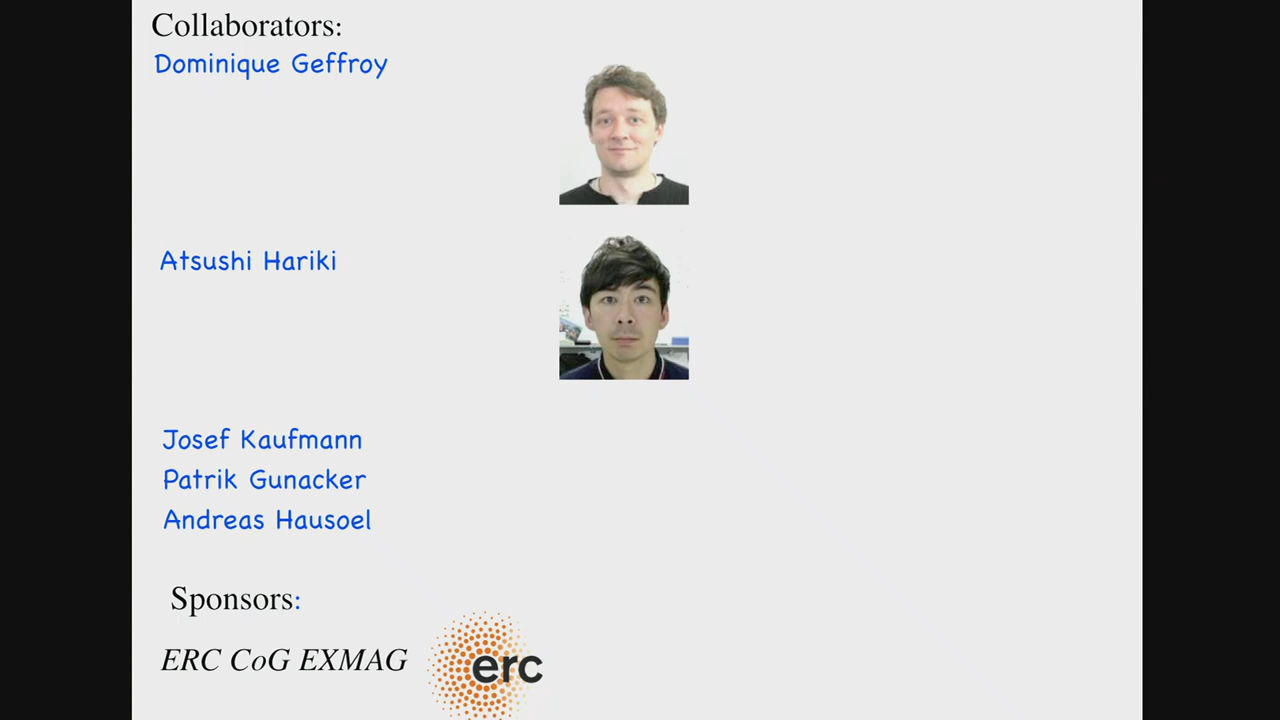 Collaborators:
Dominique Geffroy
Atsushi Hariki
Josef Kaufmann
Patrik Gunacker
Andreas Hausoel
Sponsors:
ERC CoG EXMAG
erc